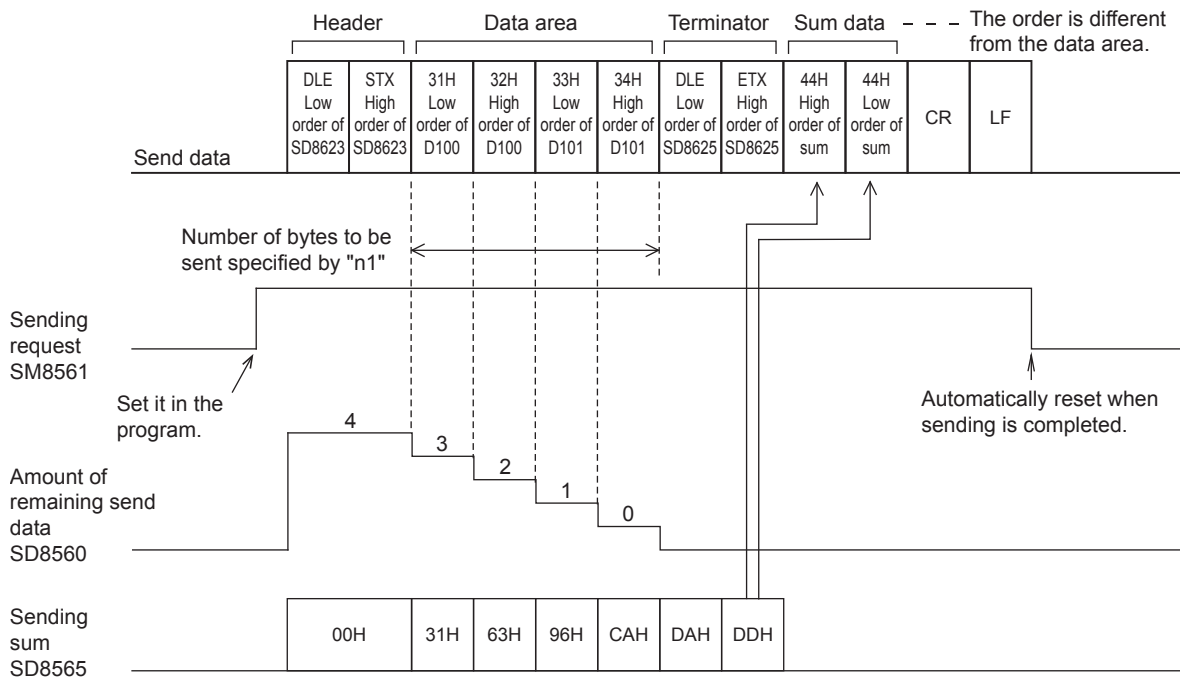 Header
Data area
Terminator
Sum data
The order is different
from the data area.
Send data
DLE
Low
order of
SD8623
STX
High
order of
SD8623
31H
Low
order of
D100
32H
High
order of
D100
33H
Low
order of
D101
34H
High
order of
D101
DLE
Low
order of
SD8625
ETX
High
order of
SD8625
44H
High
order of
sum
44H
Low
order of
sum
CR
LF
Number of bytes to be
sent specified by "n1"
Sending
request
SM8561
Set it in the
program.
Automatically reset when
sending is completed.
Amount of
remaining send
data
SD8560
4
3
2
1
0
Sending
sum
SD8565
00H
31H
63H
96H
CAH
DAH
DDH